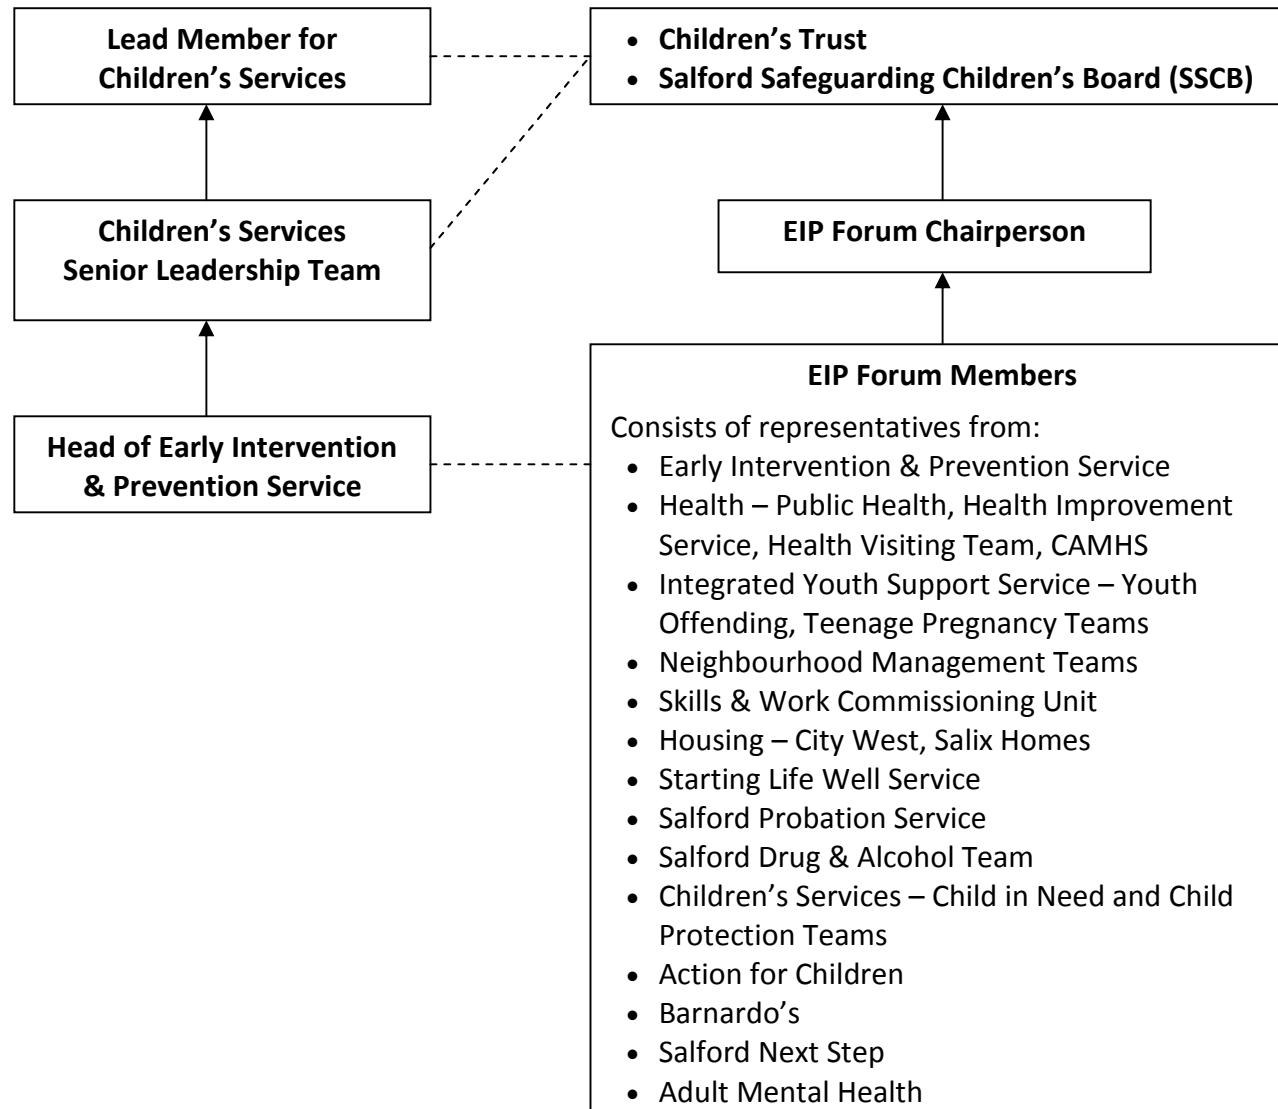 Lead Member for
Children’s Services
• Children’s Trust
• Salford Safeguarding Children’s Board (SSCB)
Children’s Services
Senior Leadership Team
EIP Forum Chairperson
Head of Early Intervention
& Prevention Service
EIP Forum Members
Consists of representatives from:
• Early Intervention & Prevention Service
• Health – Public Health, Health Improvement
Service, Health Visiting Team, CAMHS
• Integrated Youth Support Service – Youth
Offending, Teenage Pregnancy Teams
• Neighbourhood Management Teams
• Skills & Work Commissioning Unit
• Housing – City West, Salix Homes
• Starting Life Well Service
• Salford Probation Service
• Salford Drug & Alcohol Team
• Children’s Services – Child in Need and Child
Protection Teams
• Action for Children
• Barnardo’s
• Salford Next Step
• Adult Mental Health